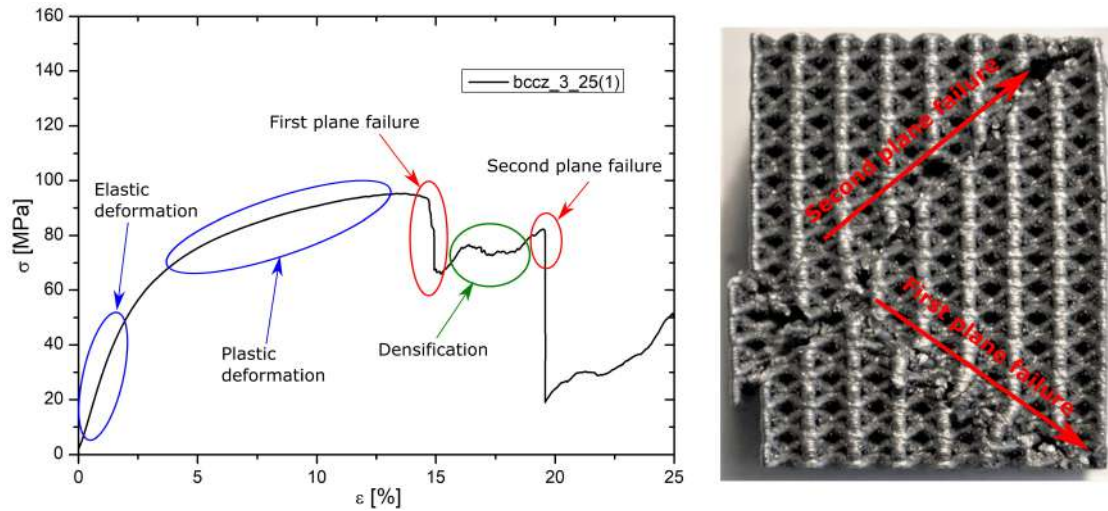 160
140
120
100
80
60
40
20
0
σ [MPa]
bccz_3_25(1)
First plane failure
Second plane failure
Elastic
deformation
Plastic
deformation
Densification
0
5
10
15
20
25
ε [%]
Second plane failure
First plane failure